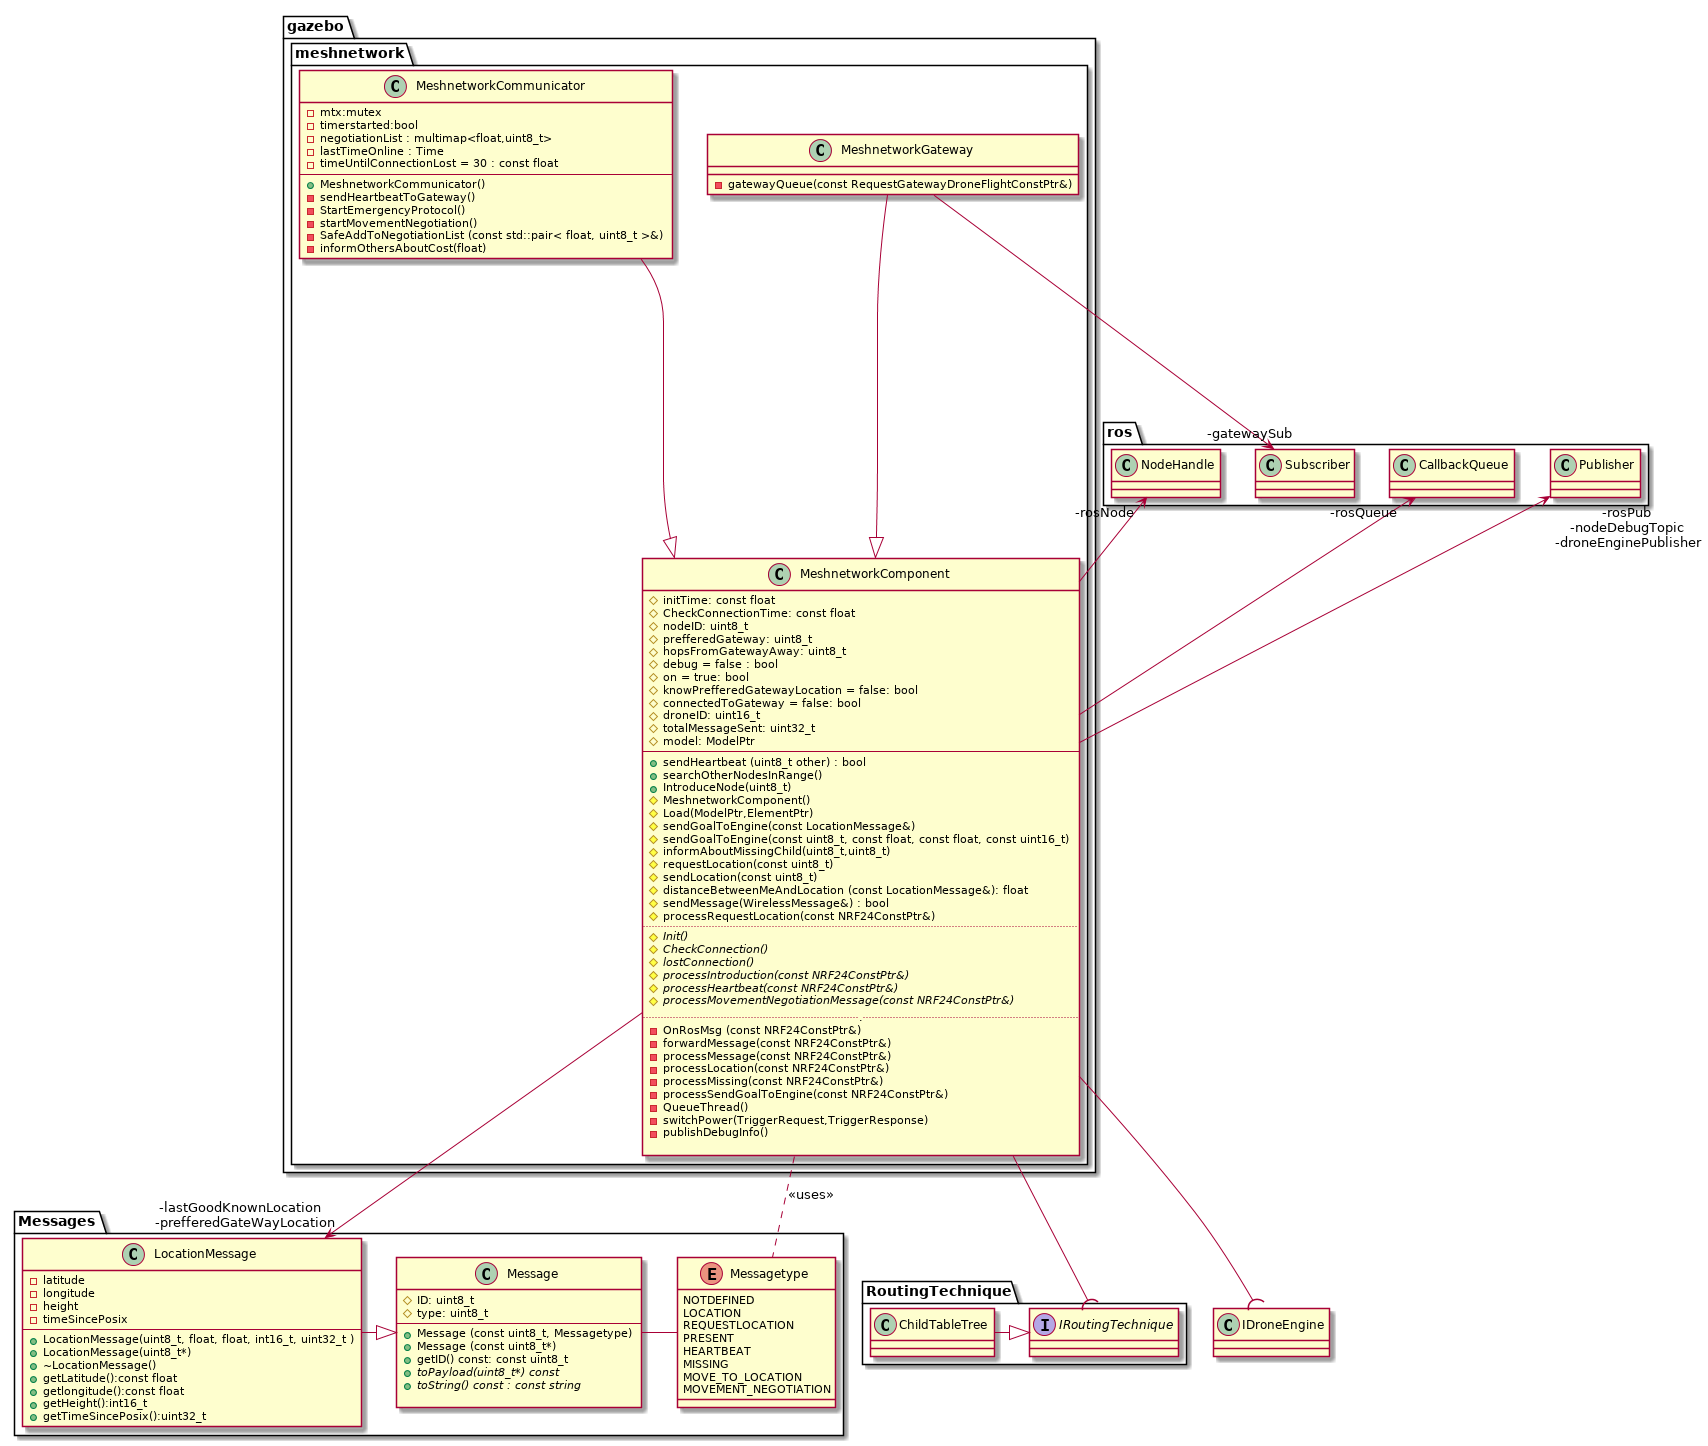 gazebo
meshnetwork
C MeshnetworkCommunicator
mtx:mutex
timerstarted:bool
negotiationList : multimap<float,uint8_t>
lastTimeOnline : Time
timeUntilConnectionLost = 30 : const float
MeshnetworkCommunicator()
sendHeartbeatToGateway()
StartEmergencyProtocol()
startMovementNegotiation()
SafeAddToNegotiationList (const std::pair< float, uint8_t >&)
informOthersAboutCost(float)
C MeshnetworkGateway
gatewayQueue(const RequestGatewayDroneFlightConstPtr&)
-gatewaySub
ros
C NodeHandle
C Subscriber
C CallbackQueue
C Publisher
-rosNode
-rosQueue
-rosPub
-nodeDebugTopic
-droneEnginePublisher
C MeshnetworkComponent
initTime: const float
CheckConnectionTime: const float
nodeID: uint8_t
prefferedGateway: uint8_t
hopsFromGatewayAway: uint8_t
debug = false : bool
on = true: bool
knowPrefferedGatewayLocation = false: bool
connectedToGateway = false: bool
droneID: uint16_t
totalMessageSent: uint32_t
model: ModelPtr
sendHeartbeat (uint8_t other) : bool
searchOtherNodesInRange()
IntroduceNode(uint8_t)
MeshnetworkComponent()
Load(ModelPtr,ElementPtr)
sendGoalToEngine(const LocationMessage&)
sendGoalToEngine(const uint8_t, const float, const float, const uint16_t)
informAboutMissingChild(uint8_t,uint8_t)
requestLocation(const uint8_t)
sendLocation(const uint8_t)
distanceBetweenMeAndLocation (const LocationMessage&): float
sendMessage(WirelessMessage&) : bool
processRequestLocation(const NRF24ConstPtr&)
Init()
CheckConnection()
lostConnection()
processIntroduction(const NRF24ConstPtr&)
processHeartbeat(const NRF24ConstPtr&)
processMovementNegotiationMessage(const NRF24ConstPtr&)
.
OnRosMsg (const NRF24ConstPtr&)
forwardMessage(const NRF24ConstPtr&)
processMessage(const NRF24ConstPtr&)
processLocation(const NRF24ConstPtr&)
processMissing(const NRF24ConstPtr&)
processSendGoalToEngine(const NRF24ConstPtr&)
QueueThread()
switchPower(TriggerRequest,TriggerResponse)
publishDebugInfo()
«uses»
-lastGoodKnownLocation
-prefferedGateWayLocation
Messages
C LocationMessage
latitude
longitude
height
timeSincePosix
LocationMessage(uint8_t, float, float, int16_t, uint32_t )
LocationMessage(uint8_t*)
~LocationMessage()
getLatitude():const float
getlongitude():const float
getHeight():int16_t
getTimeSincePosix():uint32_t
C Message
ID: uint8_t
type: uint8_t
Message (const uint8_t, Messagetype)
Message (const uint8_t*)
getID() const: const uint8_t
toPayload(uint8_t*) const
toString() const : const string
E Messagetype
NOTDEFINED
LOCATION
REQUESTLOCATION
PRESENT
HEARTBEAT
MISSING
MOVE_TO_LOCATION
MOVEMENT_NEGOTIATION
RoutingTechnique
C ChildTableTree
I IRoutingTechnique
C IDroneEngine